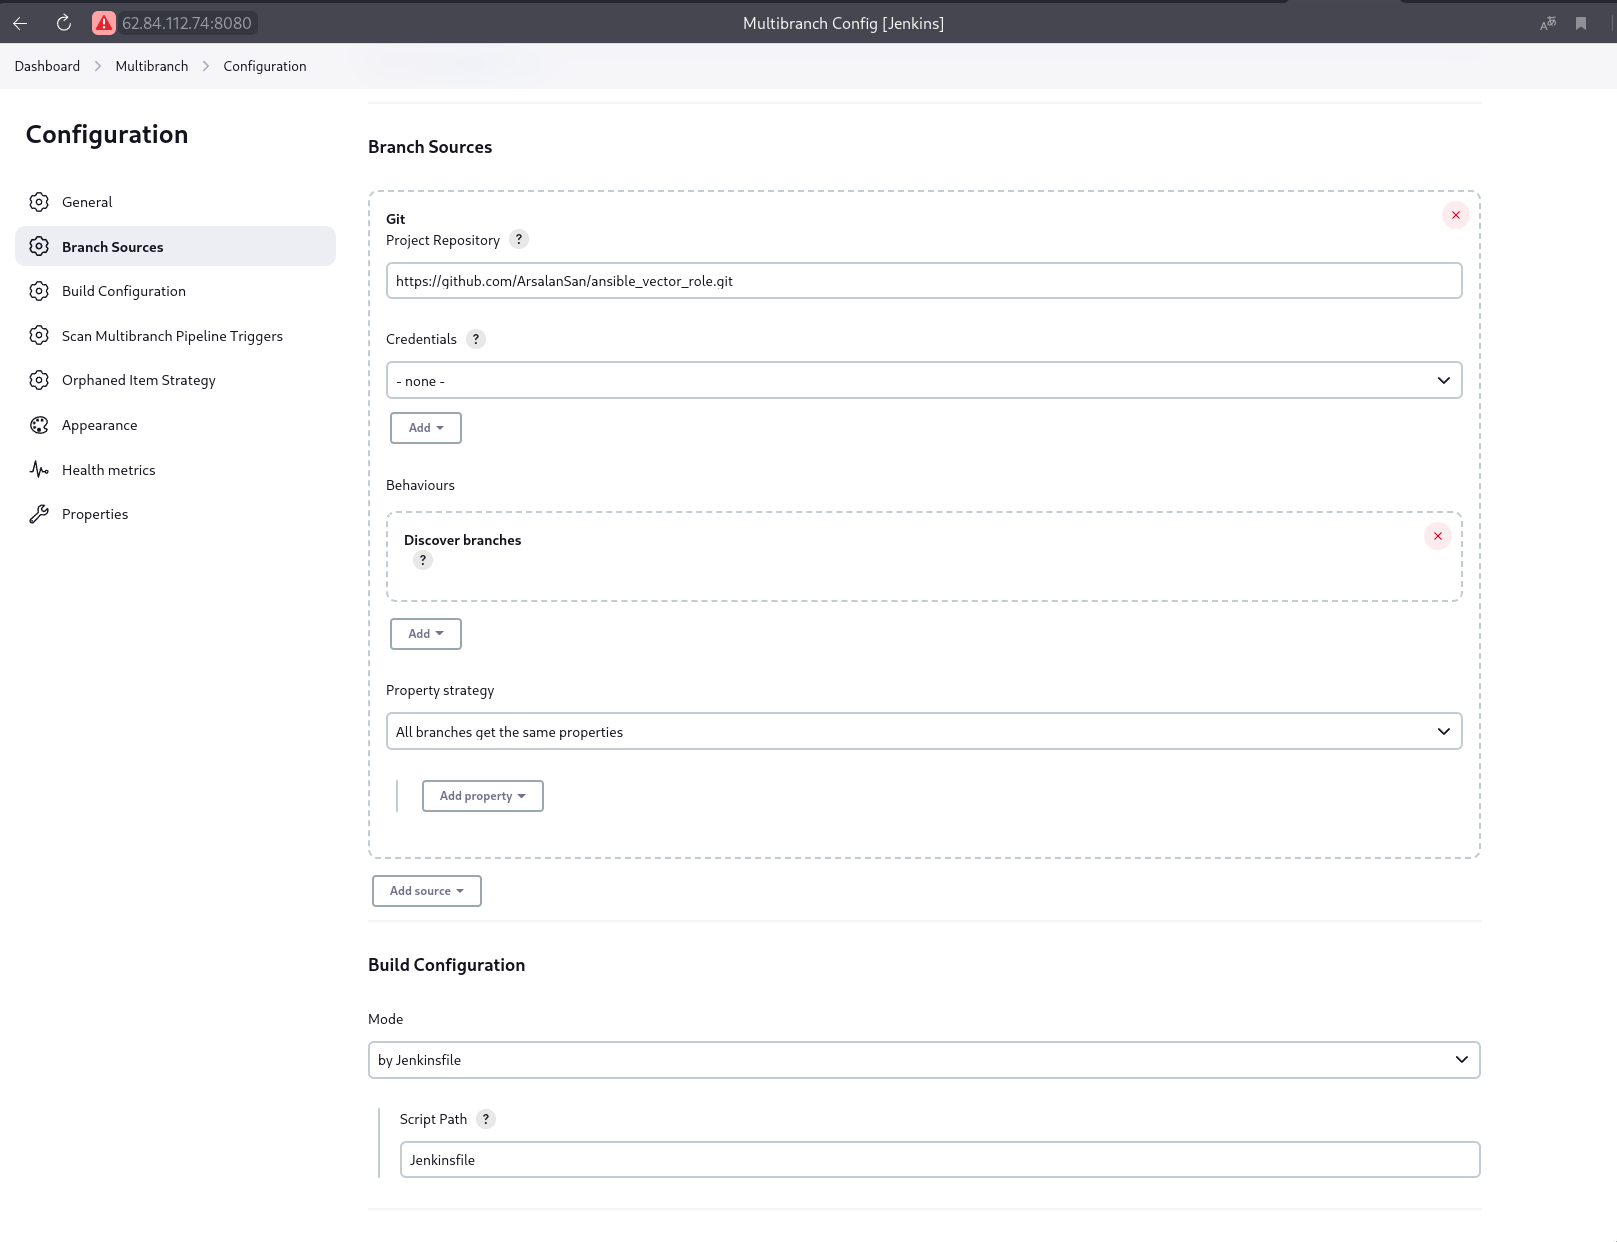 62.84.112.74:8080
Multibranch Config [Jenkins]
Dashboard > Multibranch > Configuration
Configuration
General
Branch Sources
Build Configuration
Scan Multibranch Pipeline Triggers
Orphaned Item Strategy
Appearance
Health metrics
Properties
Branch Sources
Git
Project Repository ?
https://github.com/ArsalanSan/ansible_vector_role.git
Credentials ?
- none -
Add
Behaviours
Discover branches
?
Add
Property strategy
All branches get the same properties
Add property
Add source
Build Configuration
Mode
by Jenkinsfile
Script Path ?
Jenkinsfile